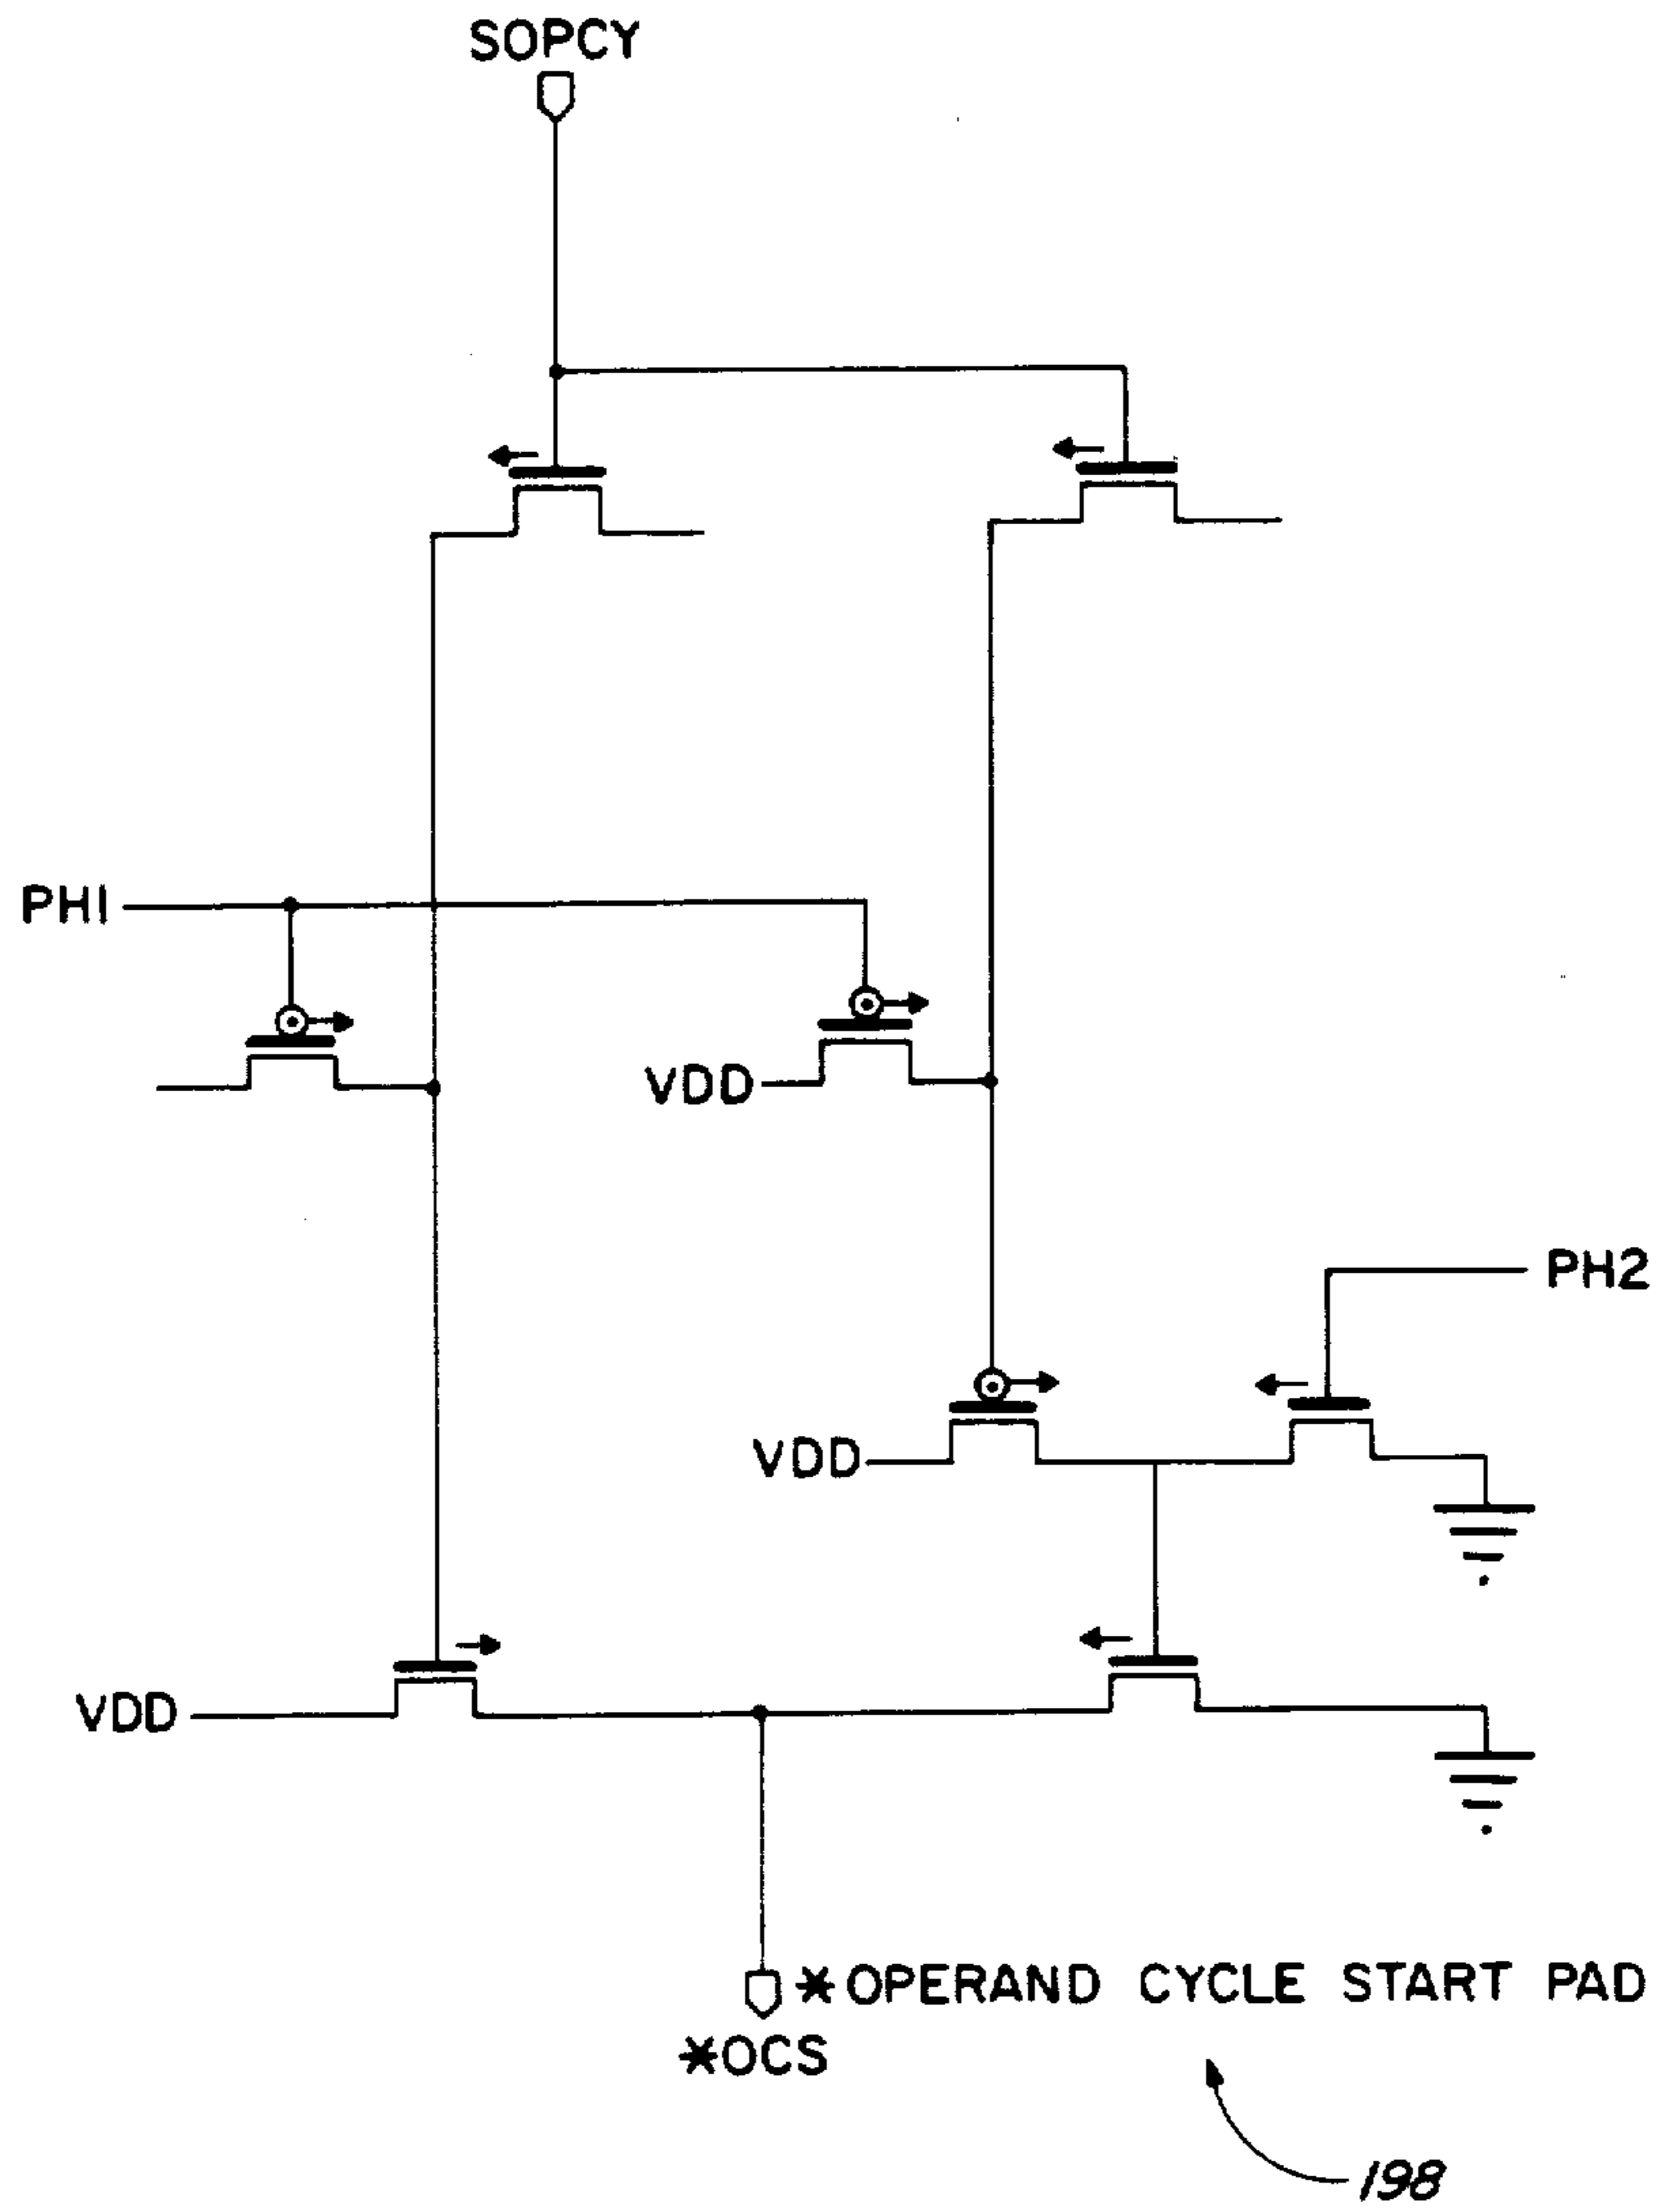 SOPCY
PH1
VDD
PH2
VDD
VDD
*OPERAND CYCLE START PAD
*OCS
198